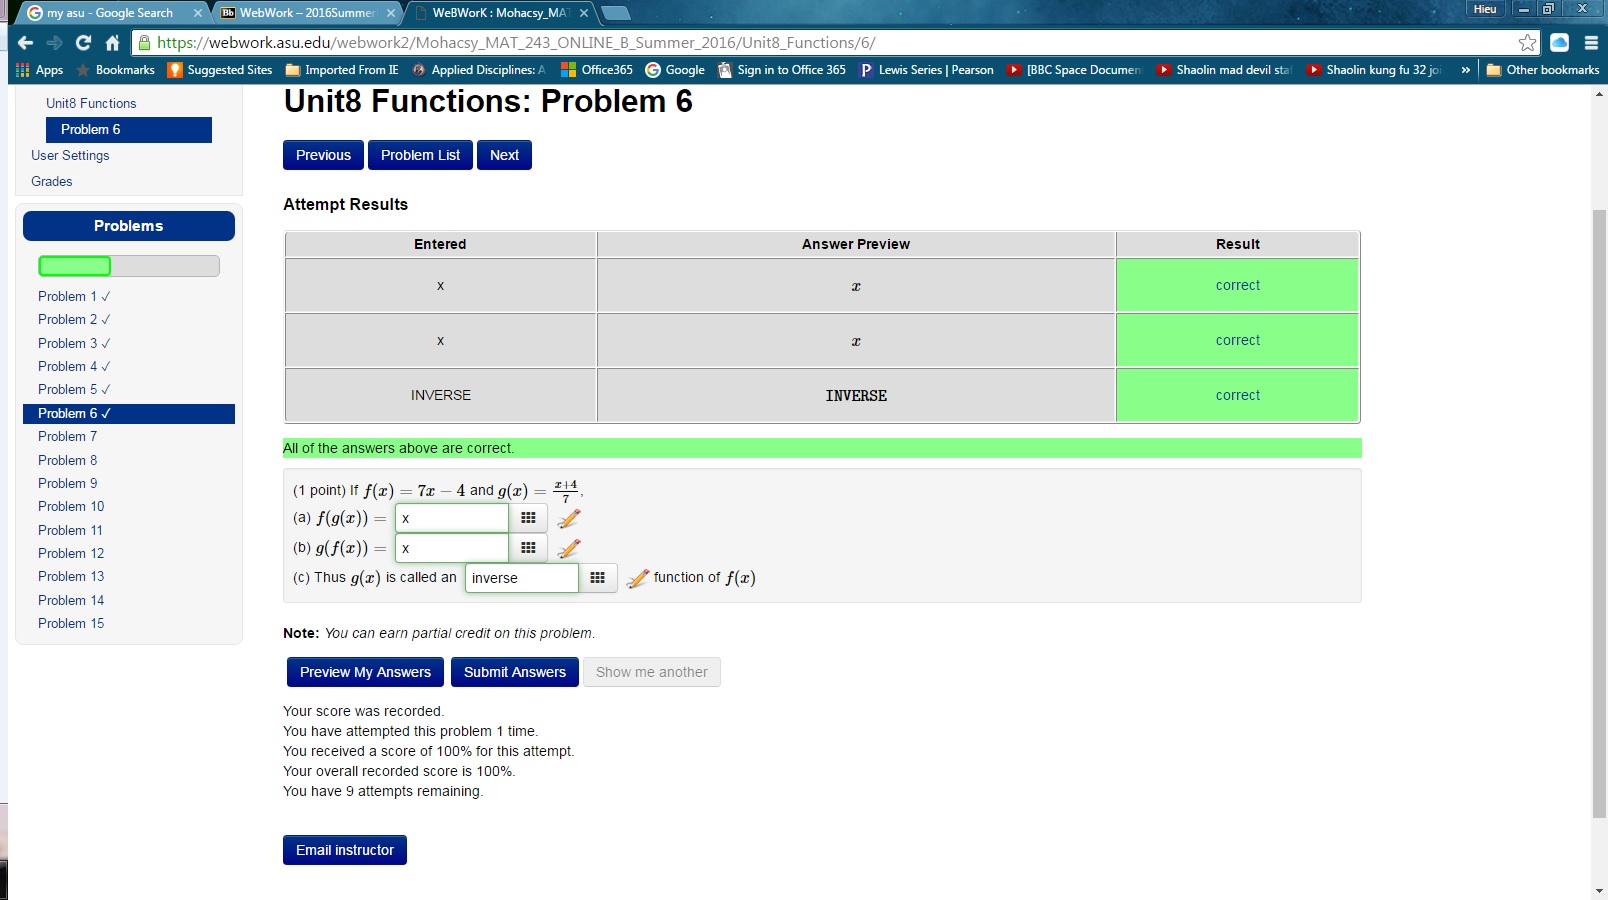 my asu - Google Search
Bb WebWork – 2016Summer
WeBWorK : Mohacsy_MAT
Hieu
https://webwork.asu.edu/webwork2/Mohacsy_MAT_243_ONLINE_B_Summer_2016/Unit8_Functions/6/
Apps Bookmarks Suggested Sites Imported From IE Applied Disciplines: A Office365 Google Sign in to Office 365 Lewis Series | Pearson [BBC Space Documen Shaolin mad devil sta Shaolin kung fu 32 joi » Other bookmarks
Unit8 Functions
Problem 6
User Settings
Grades
Problems
Problem 1 ✓
Problem 2 ✓
Problem 3 ✓
Problem 4 ✓
Problem 5 ✓
Problem 6 ✓
Problem 7
Problem 8
Problem 9
Problem 10
Problem 11
Problem 12
Problem 13
Problem 14
Problem 15
Unit8 Functions: Problem 6
Previous Problem List Next
Attempt Results
Entered Answer Preview Result
x x correct
x x correct
INVERSE INVERSE correct
All of the answers above are correct.
(1 point) If f(x) = 7x − 4 and g(x) = (x+4)/7,
(a) f(g(x)) = x
(b) g(f(x)) = x
(c) Thus g(x) is called an inverse function of f(x)
Note: You can earn partial credit on this problem.
Preview My Answers Submit Answers Show me another
Your score was recorded.
You have attempted this problem 1 time.
You received a score of 100% for this attempt.
Your overall recorded score is 100%.
You have 9 attempts remaining.
Email instructor